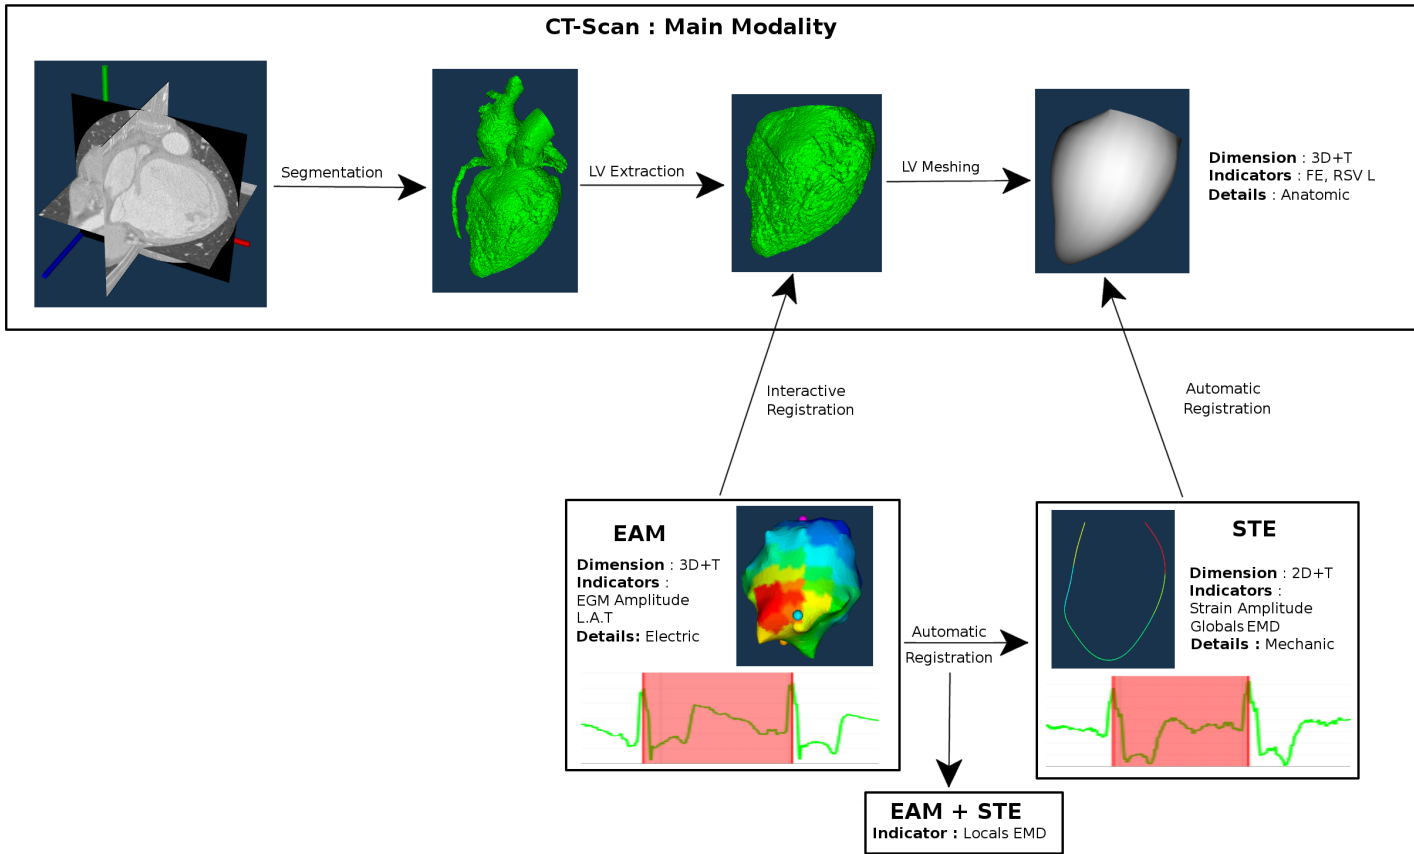 CT-Scan : Main Modality
Segmentation
LV Extraction
LV Meshing
Dimension : 3D+T
Indicators : FE, RSV L
Details : Anatomic
Interactive
Registration
Automatic
Registration
EAM
Dimension : 3D+T
Indicators :
EGM Amplitude
L.A.T
Details: Electric
Automatic
Registration
STE
Dimension : 2D+T
Indicators :
Strain Amplitude
Globals EMD
Details : Mechanic
EAM + STE
Indicator : Locals EMD